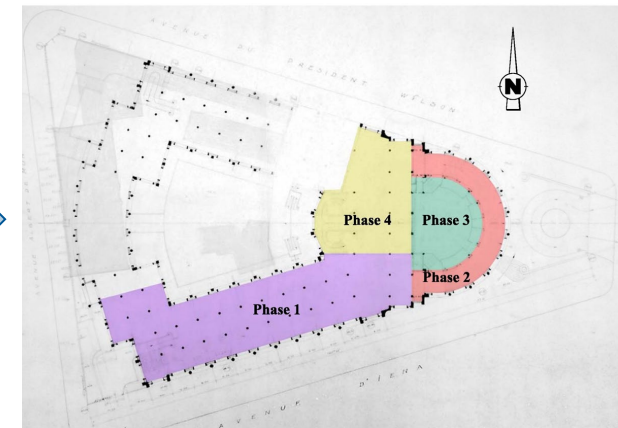 AVENUE DU PRESIDENT WILSON
N
Phase 4
Phase 3
Phase 2
Phase 1
AVENUE D'IENA